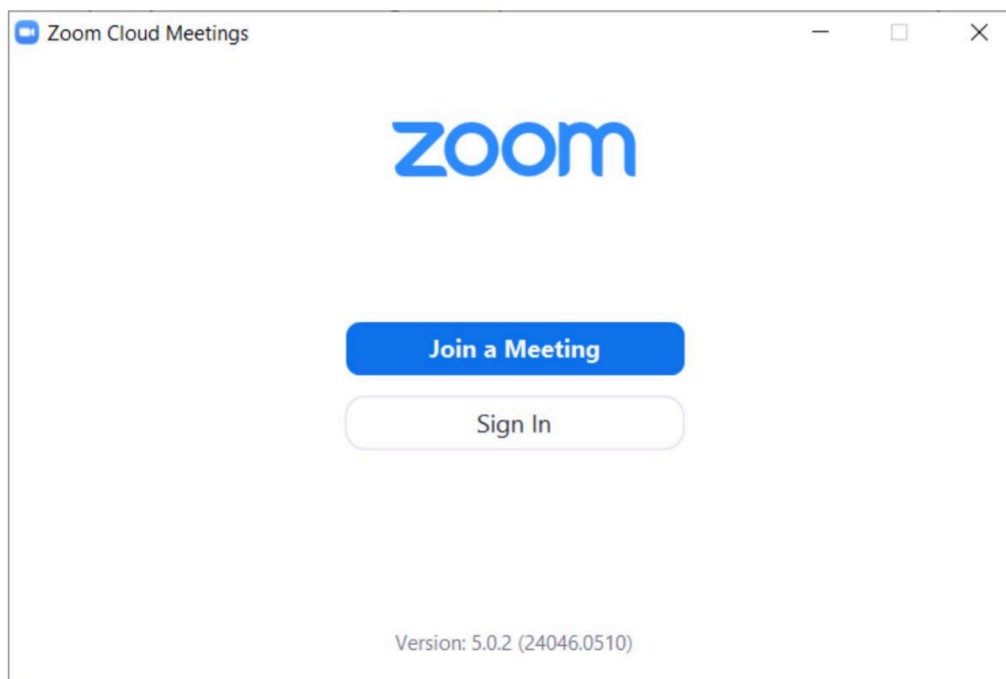 Zoom Cloud Meetings
zoom
Join a Meeting
Sign In
Version: 5.0.2 (24046.0510)